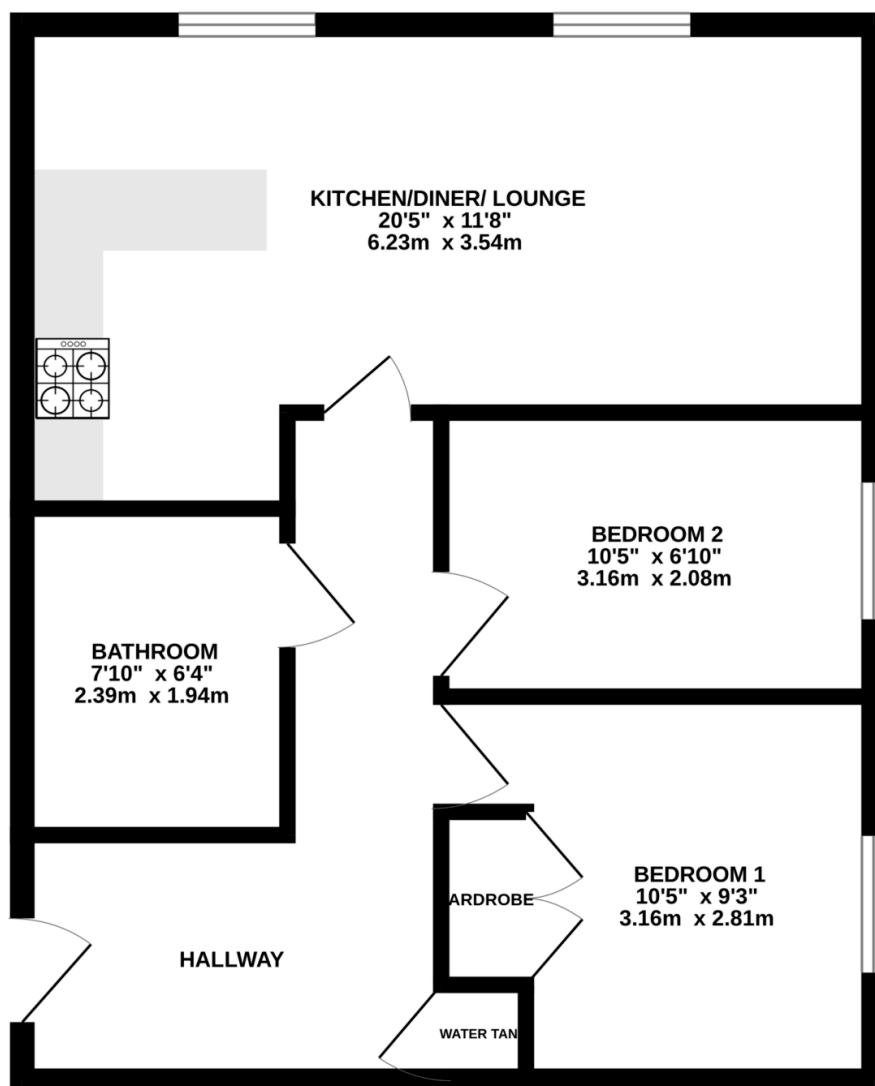 KITCHEN/DINER/ LOUNGE
20'5" x 11'8"
6.23m x 3.54m
BEDROOM 2
10'5" x 6'10"
3.16m x 2.08m
BATHROOM
7'10" x 6'4"
2.39m x 1.94m
BEDROOM 1
10'5" x 9'3"
3.16m x 2.81m
ARDROBE
HALLWAY
WATER TAN